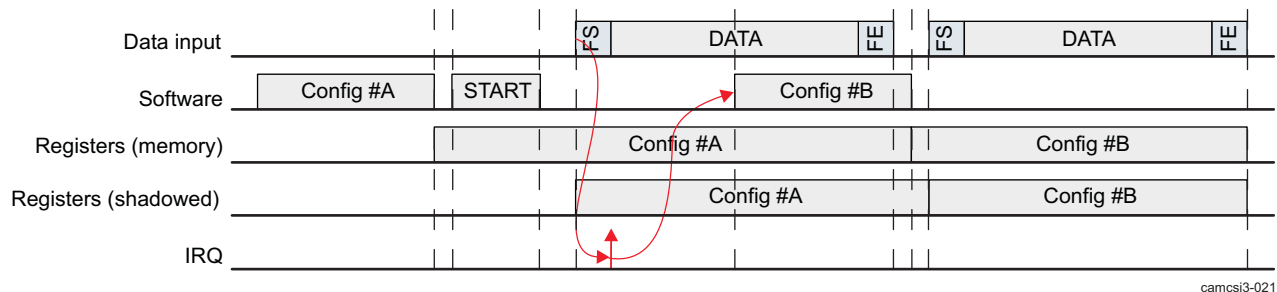 Data input FS DATA FE FS DATA FE
Software Config #A START Config #B
Registers (memory) Config #A Config #B
Registers (shadowed) Config #A Config #B
IRQ
camcsi3-021